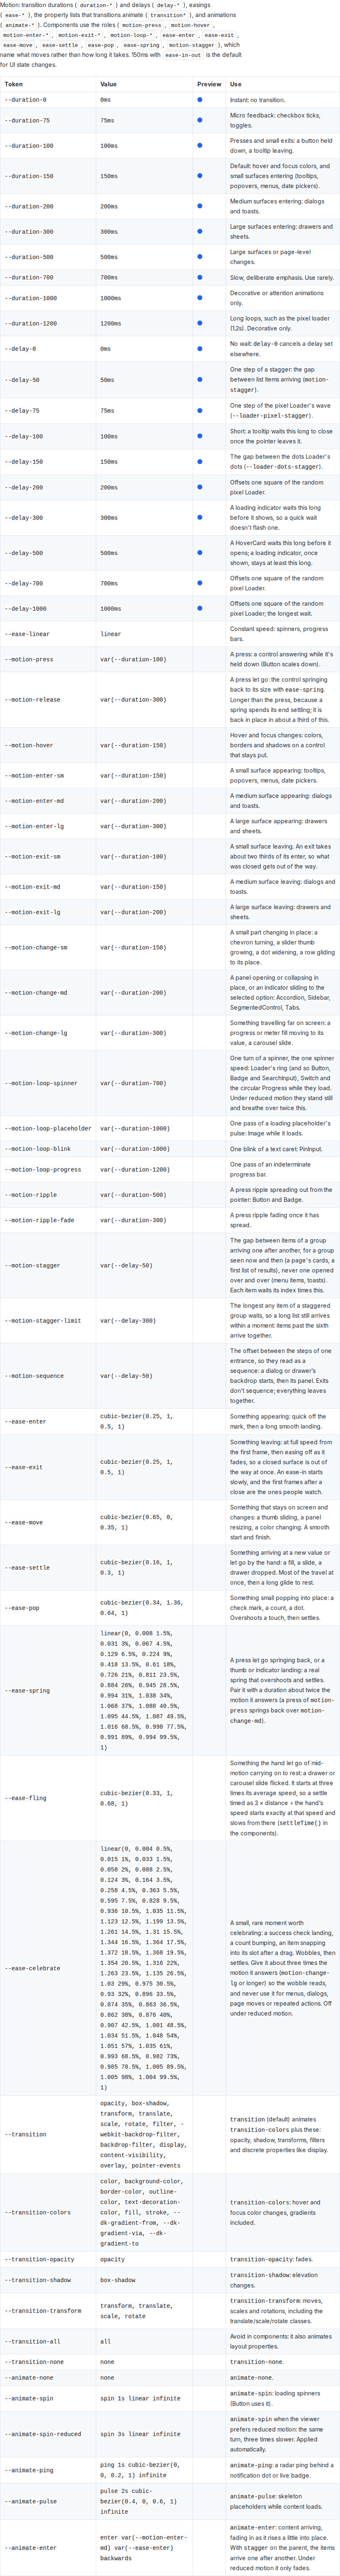 Motion: transition durations ( duration-* ) and delays ( delay-* ), easings
( ease-* ), the property lists that transitions animate ( transition* ), and animations
( animate-* ). Components use the roles ( motion-press , motion-hover ,
motion-enter-* , motion-exit-* , motion-loop-* , ease-enter , ease-exit ,
ease-move , ease-settle , ease-pop , ease-spring , motion-stagger ), which
name what moves rather than how long it takes. 150ms with ease-in-out is the default
for UI state changes.
Token Value Preview Use
--duration-0 0ms Instant: no transition.
--duration-75 75ms Micro feedback: checkbox ticks,
toggles.
--duration-100 100ms Presses and small exits: a button held
down, a tooltip leaving.
--duration-150 150ms Default: hover and focus colors, and
small surfaces entering (tooltips,
popovers, menus, date pickers).
--duration-200 200ms Medium surfaces entering: dialogs
and toasts.
--duration-300 300ms Large surfaces entering: drawers and
sheets.
--duration-500 500ms Large surfaces or page-level
changes.
--duration-700 700ms Slow, deliberate emphasis. Use rarely.
--duration-1000 1000ms Decorative or attention animations
only.
--duration-1200 1200ms Long loops, such as the pixel loader
(1.2s). Decorative only.
--delay-0 0ms No wait: delay-0 cancels a delay set
elsewhere.
--delay-50 50ms One step of a stagger: the gap
between list items arriving (motion-
stagger).
--delay-75 75ms One step of the pixel Loader's wave
(--loader-pixel-stagger).
--delay-100 100ms Short: a tooltip waits this long to close
once the pointer leaves it.
--delay-150 150ms The gap between the dots Loader's
dots (--loader-dots-stagger).
--delay-200 200ms Offsets one square of the random
pixel Loader.
--delay-300 300ms A loading indicator waits this long
before it shows, so a quick wait
doesn't flash one.
--delay-500 500ms A HoverCard waits this long before it
opens; a loading indicator, once
shown, stays at least this long.
--delay-700 700ms Offsets one square of the random
pixel Loader.
--delay-1000 1000ms Offsets one square of the random
pixel Loader; the longest wait.
--ease-linear linear Constant speed: spinners, progress
bars.
--motion-press var(--duration-100) A press: a control answering while it's
held down (Button scales down).
--motion-release var(--duration-300) A press let go: the control springing
back to its size with ease-spring.
Longer than the press, because a
spring spends its end settling; it is
back in place in about a third of this.
--motion-hover var(--duration-150) Hover and focus changes: colors,
borders and shadows on a control
that stays put.
--motion-enter-sm var(--duration-150) A small surface appearing: tooltips,
popovers, menus, date pickers.
--motion-enter-md var(--duration-200) A medium surface appearing: dialogs
and toasts.
--motion-enter-lg var(--duration-300) A large surface appearing: drawers
and sheets.
--motion-exit-sm var(--duration-100) A small surface leaving. An exit takes
about two thirds of its enter, so what
was closed gets out of the way.
--motion-exit-md var(--duration-150) A medium surface leaving: dialogs and
toasts.
--motion-exit-lg var(--duration-200) A large surface leaving: drawers and
sheets.
--motion-change-sm var(--duration-150) A small part changing in place: a
chevron turning, a slider thumb
growing, a dot widening, a row gliding
to its place.
--motion-change-md var(--duration-200) A panel opening or collapsing in
place, or an indicator sliding to the
selected option: Accordion, Sidebar,
SegmentedControl, Tabs.
--motion-change-lg var(--duration-300) Something travelling far on screen: a
progress or meter fill moving to its
value, a carousel slide.
--motion-loop-spinner var(--duration-700) One turn of a spinner, the one spinner
speed: Loader's ring (and so Button,
Badge and SearchInput), Switch and
the circular Progress while they load.
Under reduced motion they stand still
and breathe over twice this.
--motion-loop-placeholder var(--duration-1000) One pass of a loading placeholder's
pulse: Image while it loads.
--motion-loop-blink var(--duration-1000) One blink of a text caret: PinInput.
--motion-loop-progress var(--duration-1200) One pass of an indeterminate
progress bar.
--motion-ripple var(--duration-500) A press ripple spreading out from the
pointer: Button and Badge.
--motion-ripple-fade var(--duration-300) A press ripple fading once it has
spread.
--motion-stagger var(--delay-50) The gap between items of a group
arriving one after another, for a group
seen now and then (a page's cards, a
first list of results), never one opened
over and over (menu items, toasts).
Each item waits its index times this.
--motion-stagger-limit var(--delay-300) The longest any item of a staggered
group waits, so a long list still arrives
within a moment: items past the sixth
arrive together.
--motion-sequence var(--delay-50) The offset between the steps of one
entrance, so they read as a
sequence: a dialog or drawer's
backdrop starts, then its panel. Exits
don't sequence; everything leaves
together.
--ease-enter cubic-bezier(0.25, 1,
0.5, 1) Something appearing: quick off the
mark, then a long smooth landing.
--ease-exit cubic-bezier(0.25, 1,
0.5, 1) Something leaving: at full speed from
the first frame, then easing off as it
fades, so a closed surface is out of
the way at once. An ease-in starts
slowly, and the first frames after a
close are the ones people watch.
--ease-move cubic-bezier(0.65, 0,
0.35, 1) Something that stays on screen and
changes: a thumb sliding, a panel
resizing, a color changing. A smooth
start and finish.
--ease-settle cubic-bezier(0.16, 1,
0.3, 1) Something arriving at a new value or
let go by the hand: a fill, a slide, a
drawer dropped. Most of the travel at
once, then a long glide to rest.
--ease-pop cubic-bezier(0.34, 1.36,
0.64, 1) Something small popping into place: a
check mark, a count, a dot.
Overshoots a touch, then settles.
--ease-spring linear(0, 0.008 1.5%,
0.031 3%, 0.067 4.5%,
0.129 6.5%, 0.224 9%,
0.418 13.5%, 0.61 18%,
0.726 21%, 0.811 23.5%,
0.884 26%, 0.945 28.5%,
0.994 31%, 1.038 34%,
1.068 37%, 1.088 40.5%,
1.095 44.5%, 1.087 49.5%,
1.016 68.5%, 0.998 77.5%,
0.991 89%, 0.994 99.5%,
1) A press let go springing back, or a
thumb or indicator landing: a real
spring that overshoots and settles.
Pair it with a duration about twice the
motion it answers (a press of motion-
press springs back over motion-
change-md).
--ease-fling cubic-bezier(0.33, 1,
0.68, 1) Something the hand let go of mid-
motion carrying on to rest: a drawer or
carousel slide flicked. It starts at three
times its average speed, so a settle
timed as 3 × distance ÷ the hand's
speed starts exactly at that speed and
slows from there (settleTime() in
the components).
--ease-celebrate linear(0, 0.004 0.5%,
0.015 1%, 0.033 1.5%,
0.058 2%, 0.088 2.5%,
0.124 3%, 0.164 3.5%,
0.258 4.5%, 0.363 5.5%,
0.595 7.5%, 0.828 9.5%,
0.936 10.5%, 1.035 11.5%,
1.123 12.5%, 1.199 13.5%,
1.261 14.5%, 1.31 15.5%,
1.344 16.5%, 1.364 17.5%,
1.372 18.5%, 1.368 19.5%,
1.354 20.5%, 1.316 22%,
1.263 23.5%, 1.135 26.5%,
1.03 29%, 0.975 30.5%,
0.93 32%, 0.896 33.5%,
0.874 35%, 0.863 36.5%,
0.862 38%, 0.876 40%,
0.907 42.5%, 1.001 48.5%,
1.034 51.5%, 1.048 54%,
1.051 57%, 1.035 61%,
0.993 68.5%, 0.982 73%,
0.985 78.5%, 1.005 89.5%,
1.005 98%, 1.004 99.5%,
1) A small, rare moment worth
celebrating: a success check landing,
a count bumping, an item snapping
into its slot after a drag. Wobbles, then
settles. Give it about three times the
motion it answers (motion-change-
lg or longer) so the wobble reads,
and never use it for menus, dialogs,
page moves or repeated actions. Off
under reduced motion.
--transition opacity, box-shadow,
transform, translate,
scale, rotate, filter, -
webkit-backdrop-filter,
backdrop-filter, display,
content-visibility,
overlay, pointer-events transition (default) animates
transition-colors plus these:
opacity, shadow, transforms, filters
and discrete properties like display.
--transition-colors color, background-color,
border-color, outline-
color, text-decoration-
color, fill, stroke, --
dk-gradient-from, --dk-
gradient-via, --dk-
gradient-to transition-colors: hover and
focus color changes, gradients
included.
--transition-opacity opacity transition-opacity: fades.
--transition-shadow box-shadow transition-shadow: elevation
changes.
--transition-transform transform, translate,
scale, rotate transition-transform: moves,
scales and rotations, including the
translate/scale/rotate classes.
--transition-all all Avoid in components: it also animates
layout properties.
--transition-none none transition-none.
--animate-none none animate-none.
--animate-spin spin 1s linear infinite animate-spin: loading spinners
(Button uses it).
--animate-spin-reduced spin 3s linear infinite animate-spin when the viewer
prefers reduced motion: the same
turn, three times slower. Applied
automatically.
--animate-ping ping 1s cubic-bezier(0,
0, 0.2, 1) infinite animate-ping: a radar ping behind a
notification dot or live badge.
--animate-pulse pulse 2s cubic-
bezier(0.4, 0, 0.6, 1)
infinite animate-pulse: skeleton
placeholders while content loads.
--animate-enter enter var(--motion-enter-
md) var(--ease-enter)
backwards animate-enter: content arriving,
fading in as it rises a little into place.
With stagger on the parent, the items
arrive one after another. Under
reduced motion it only fades.